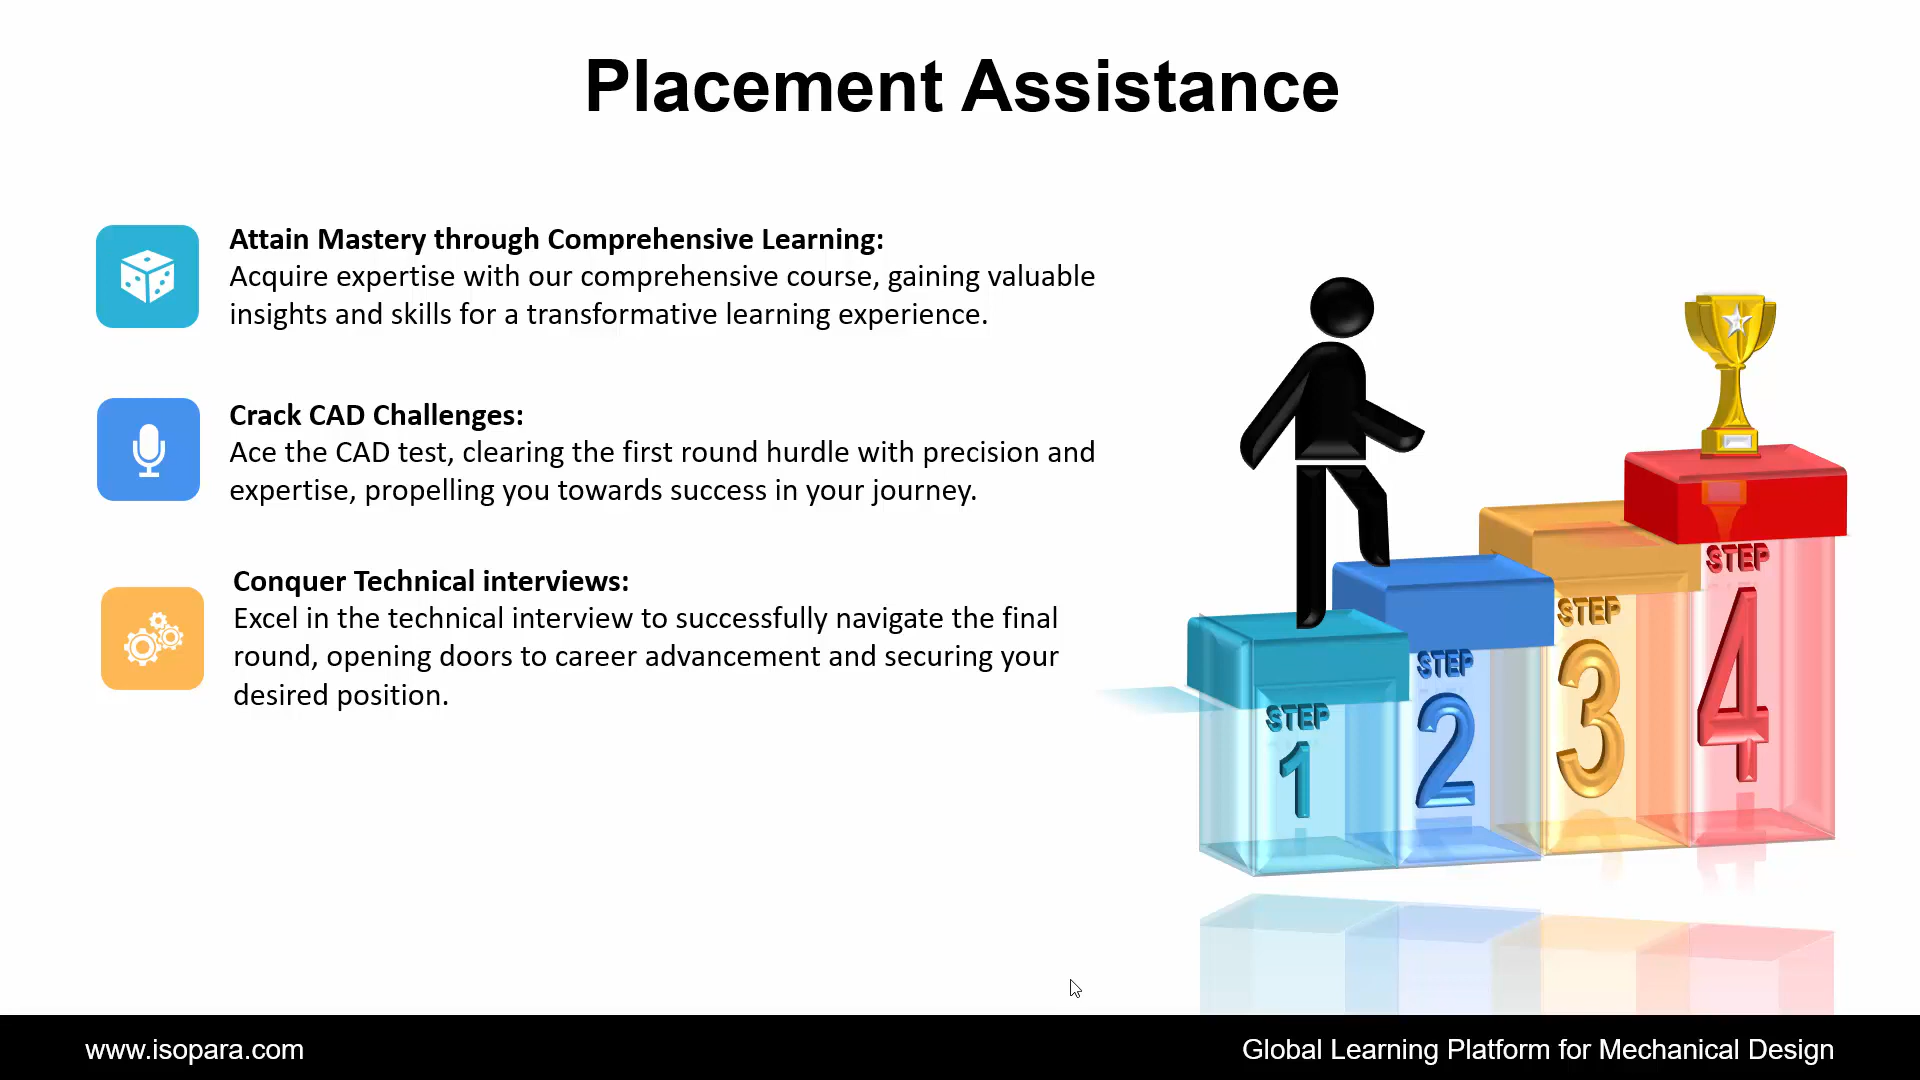 Placement Assistance
Attain Mastery through Comprehensive Learning:
Acquire expertise with our comprehensive course, gaining valuable
insights and skills for a transformative learning experience.
Crack CAD Challenges:
Ace the CAD test, clearing the first round hurdle with precision and
expertise, propelling you towards success in your journey.
Conquer Technical interviews:
Excel in the technical interview to successfully navigate the final
round, opening doors to career advancement and securing your
desired position.
STEP
1
STEP
2
STEP
3
STEP
4
www.isopara.com
Global Learning Platform for Mechanical Design